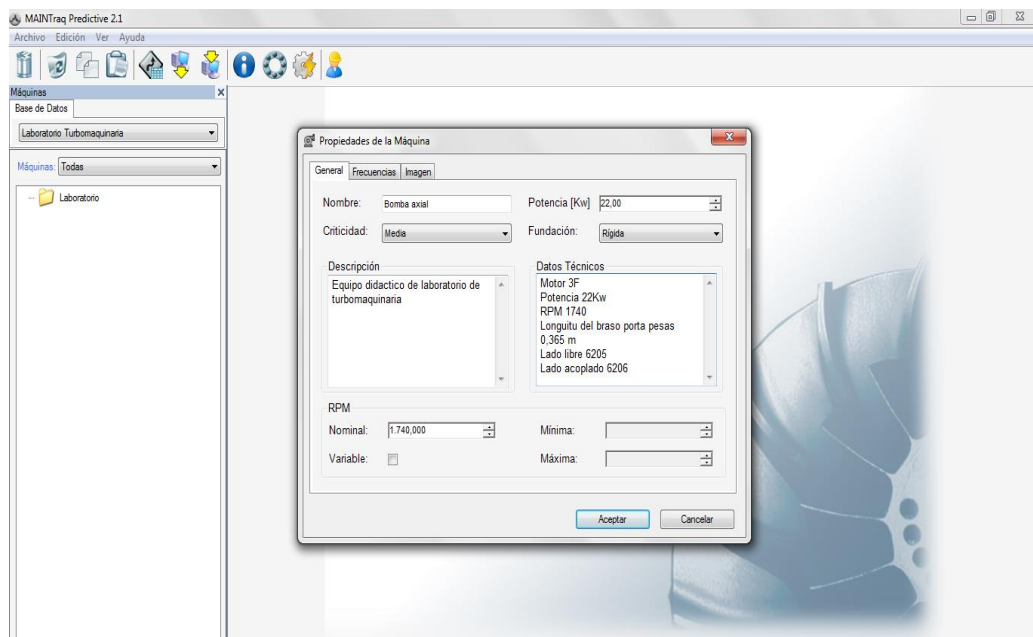 MAINTraq Predictive 2.1
Archivo Edición Ver Ayuda
Máquinas
Base de Datos
Laboratorio Turbomaquinaria
Máquinas: Todas
Laboratorio
Propiedades de la Máquina
General Frecuencias Imagen
Nombre: Bomba axial Potencia [Kw] 22,00
Criticidad: Media Fundación: Rígida
Descripción
Equipo didactico de laboratorio de
turbomaquinaria
Datos Técnicos
Motor 3F
Potencia 22Kw
RPM 1740
Longuitu del braso porta pesas
0,365 m
Lado libre 6205
Lado acoplado 6206
RPM
Nominal: 1.740,000 Mínima:
Variable: Máxima:
Aceptar Cancelar